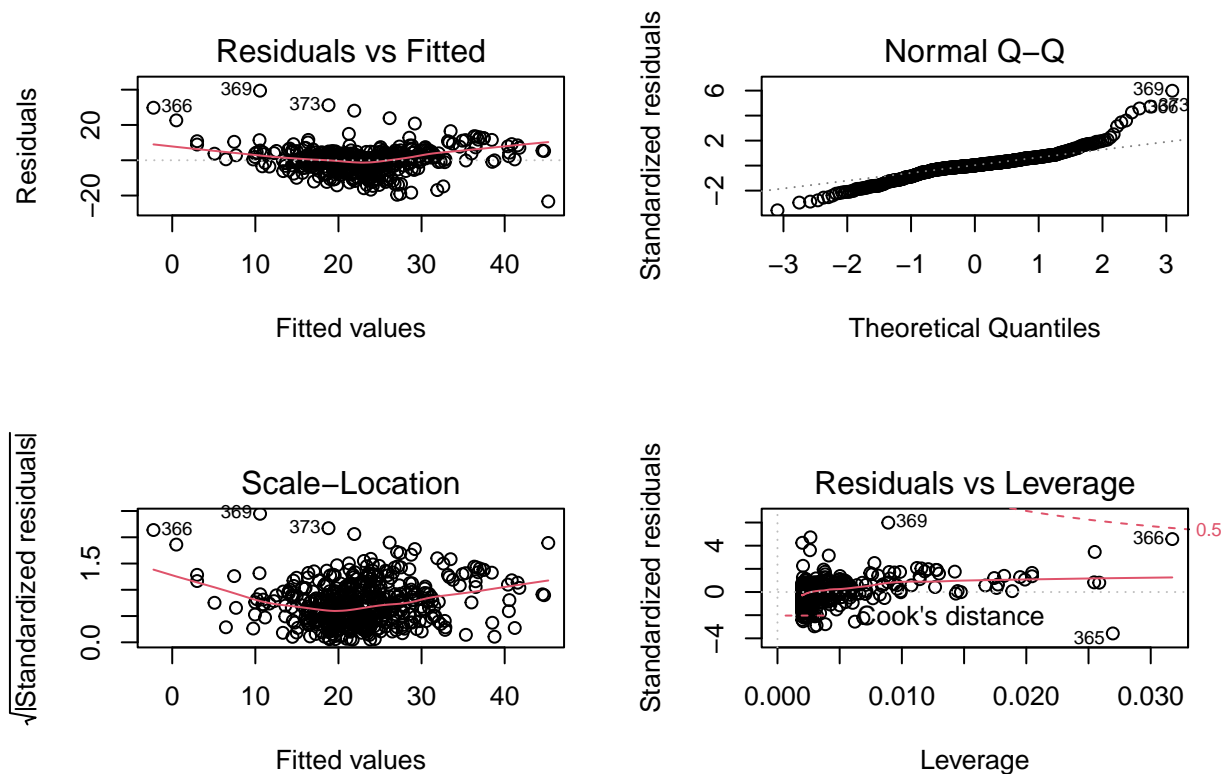 Residuals vs Fitted
Residuals
20
−20
366
369
373
0 10 20 30 40
Fitted values
Normal Q−Q
Standardized residuals
6
2
−2
369
373
−3 −2 −1 0 1 2 3
Theoretical Quantiles
Scale−Location
√|Standardized residuals|
1.5
0.0
366
369
373
0 10 20 30 40
Fitted values
Residuals vs Leverage
Standardized residuals
4
0
−4
369
366
0.5
Cook's distance
365
0.000 0.010 0.020 0.030
Leverage